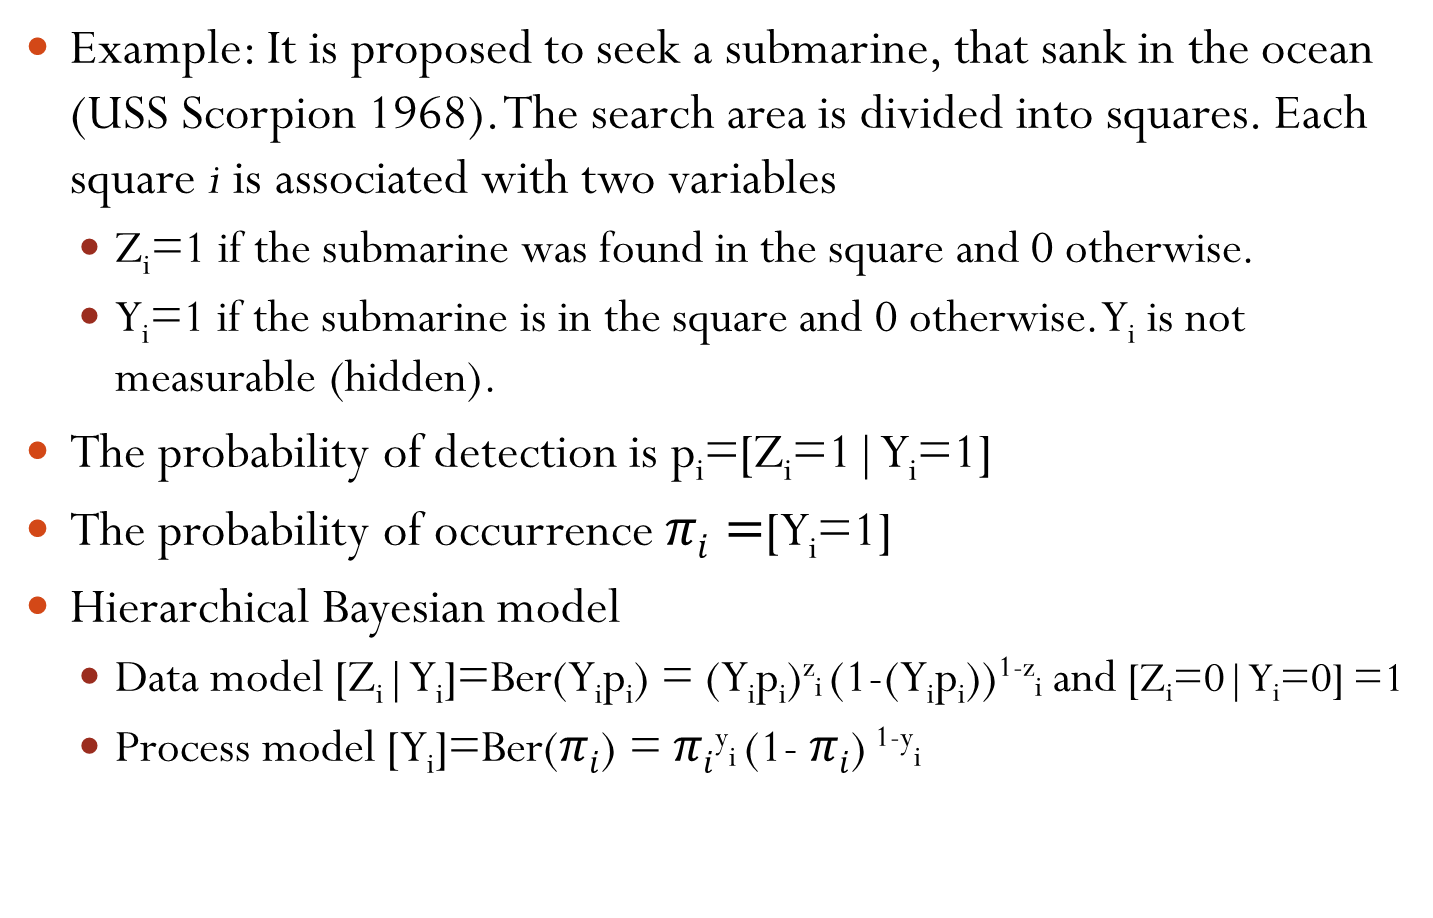 • Example: It is proposed to seek a submarine, that sank in the ocean
(USS Scorpion 1968). The search area is divided into squares. Each
square i is associated with two variables
• Zᵢ=1 if the submarine was found in the square and 0 otherwise.
• Yᵢ=1 if the submarine is in the square and 0 otherwise. Yᵢ is not
measurable (hidden).
• The probability of detection is pᵢ=[Zᵢ=1|Yᵢ=1]
• The probability of occurrence πᵢ =[Yᵢ=1]
• Hierarchical Bayesian model
• Data model [Zᵢ|Yᵢ]=Ber(Yᵢpᵢ) = (Yᵢpᵢ)^zᵢ (1-(Yᵢpᵢ))^1-zᵢ and [Zᵢ=0|Yᵢ=0] =1
• Process model [Yᵢ]=Ber(πᵢ) = πᵢ^yᵢ (1- πᵢ) ^1-yᵢ